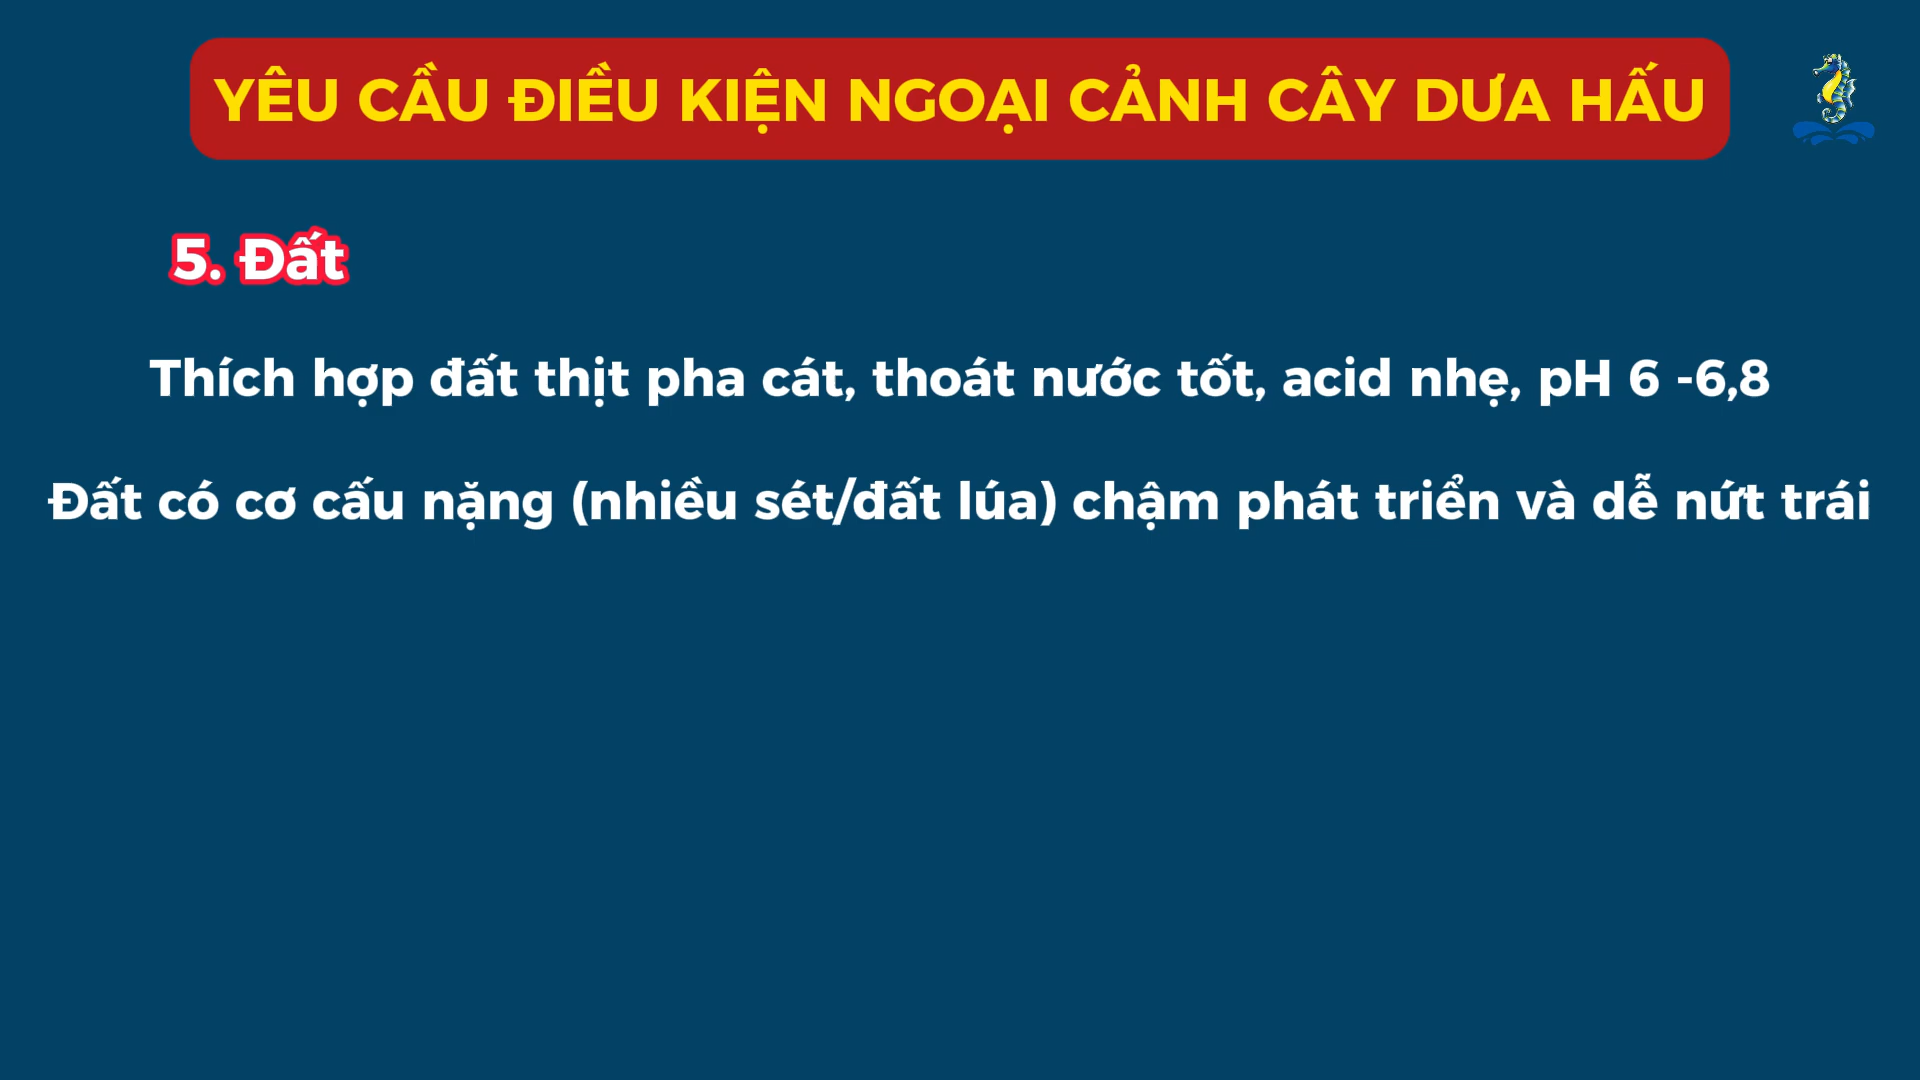 YÊU CẦU ĐIỀU KIỆN NGOẠI CẢNH CÂY DƯA HẤU
5. Đất
Thích hợp đất thịt pha cát, thoát nước tốt, acid nhẹ, pH 6 -6,8
Đất có cơ cấu nặng (nhiều sét/đất lúa) chậm phát triển và dễ nứt trái